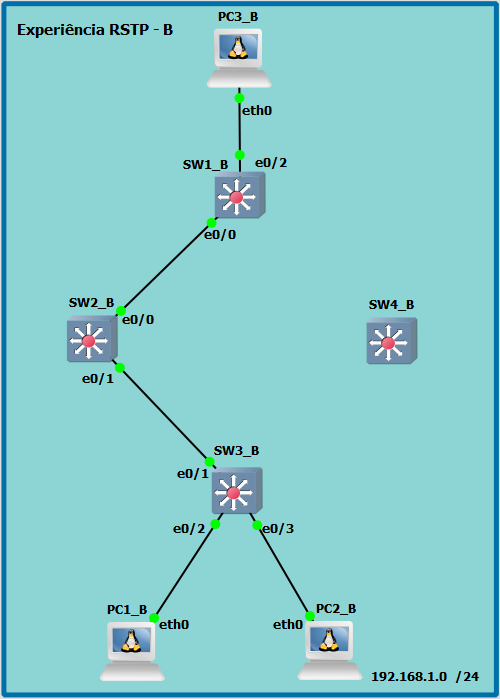 Experiência RSTP - B
PC3_B
eth0
SW1_B
e0/2
e0/0
SW2_B
e0/0
SW4_B
e0/1
SW3_B
e0/1
e0/2
e0/3
PC1_B
eth0
PC2_B
eth0
192.168.1.0 /24